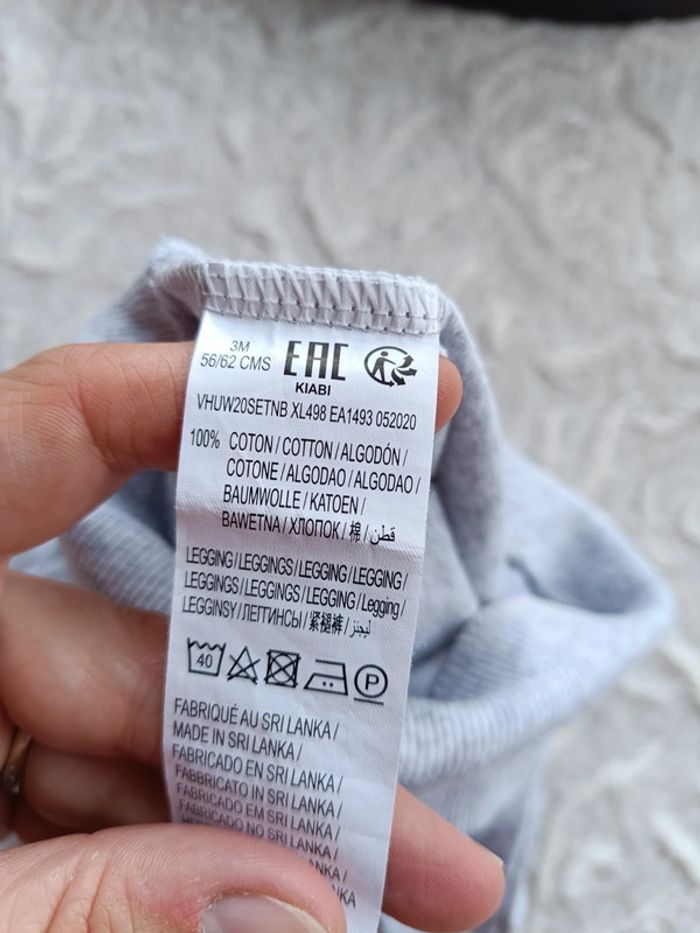 3M
56/62 CMS
EAC
KIABI
VHUW20SETNB XL498 EA1493 052020
100% COTON / COTTON / ALGODÓN /
COTONE / ALGODAO / ALGODAO /
BAUMWOLLE / KATOEN /
BAWEŁNA / ХЛОПОК / 棉 / قطن
LEGGING / LEGGINGS / LEGGING / LEGGING /
LEGGINGS / LEGGINGS / LEGGING / Legging /
LEGGINSY / ЛЕГГИНСЫ / 紧褪裤 / ليجنز
40
P
FABRIQUÉ AU SRI LANKA /
MADE IN SRI LANKA /
FABRICADO EN SRI LANKA /
FABBRICATO IN SRI LANKA /
FABRICADO EM SRI LANKA /
FABRICADO NO SRI LANKA /